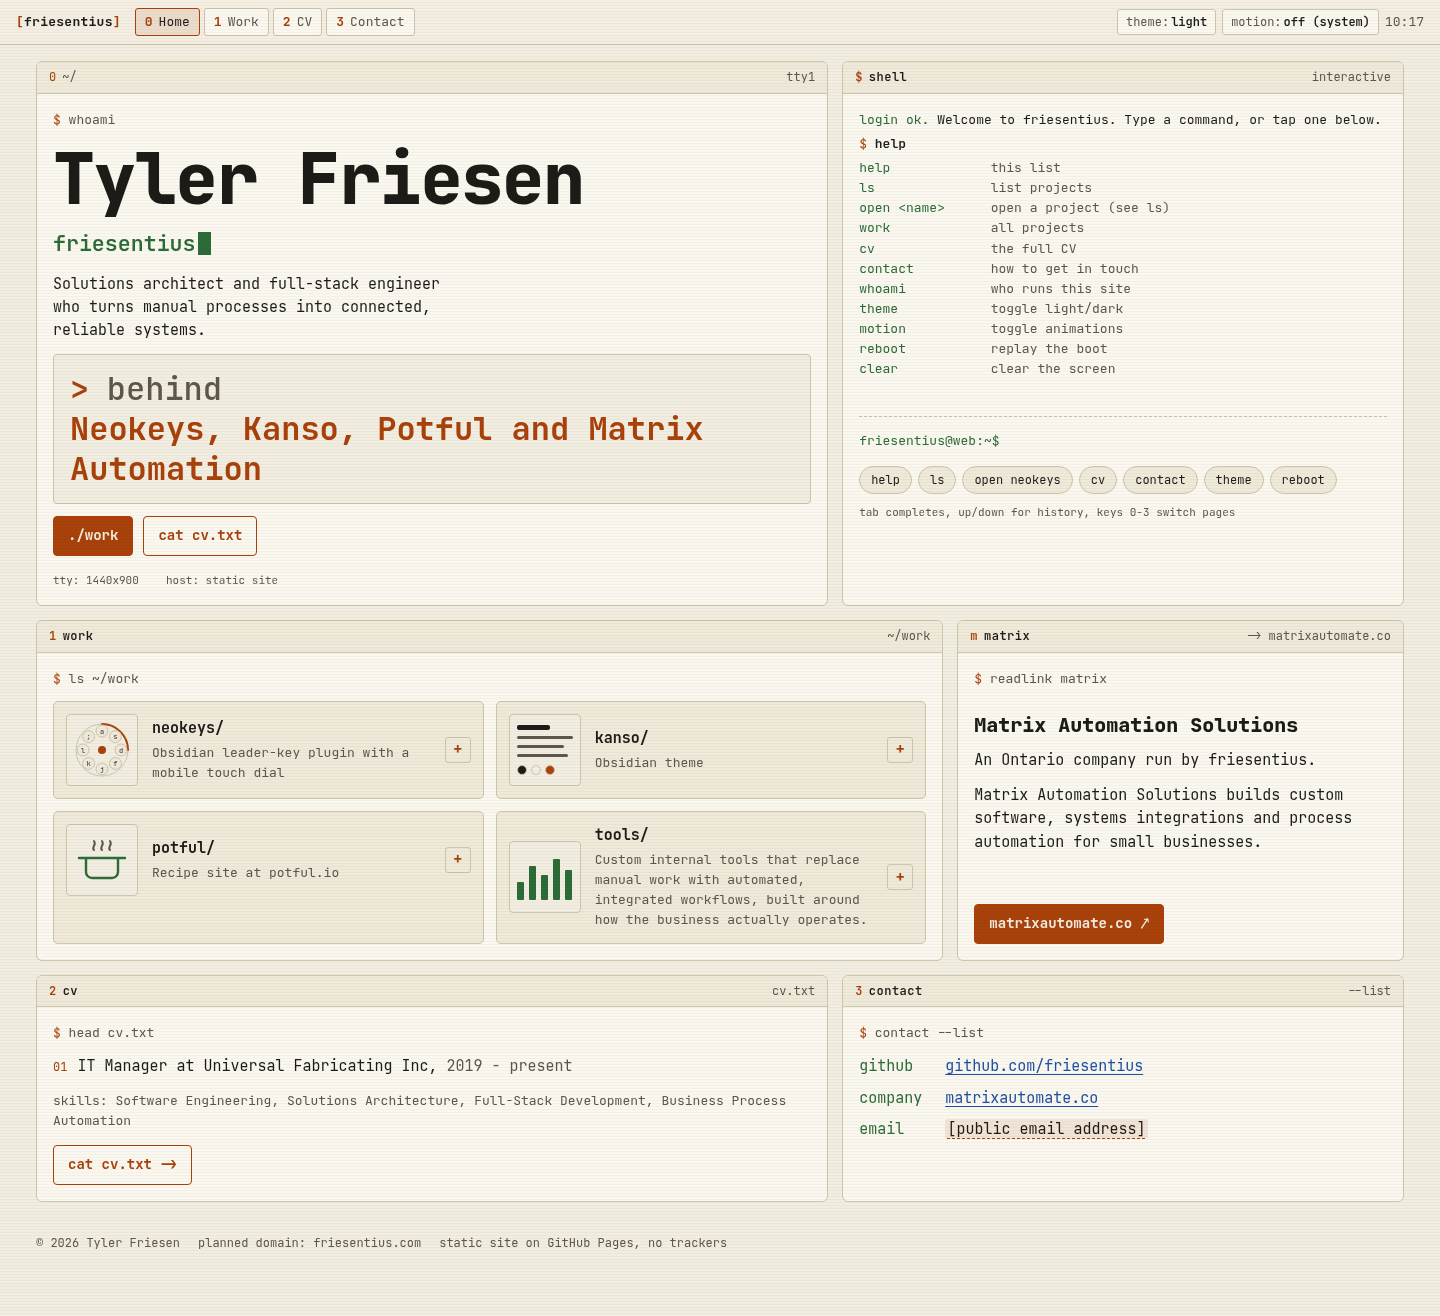 [friesentius] 0 Home 1 Work 2 CV 3 Contact theme: light motion: off (system) 10:17
0 ~/ tty1
$ whoami
Tyler Friesen
friesentius
Solutions architect and full-stack engineer
who turns manual processes into connected,
reliable systems.
> behind
Neokeys, Kanso, Potful and Matrix
Automation
./work cat cv.txt
tty: 1440x900 host: static site
$ shell interactive
login ok. Welcome to friesentius. Type a command, or tap one below.
$ help
help this list
ls list projects
open <name> open a project (see ls)
work all projects
cv the full CV
contact how to get in touch
whoami who runs this site
theme toggle light/dark
motion toggle animations
reboot replay the boot
clear clear the screen
friesentius@web:~$
help ls open neokeys cv contact theme reboot
tab completes, up/down for history, keys 0-3 switch pages
1 work ~/work
$ ls ~/work
a s d f j k l ;
neokeys/
Obsidian leader-key plugin with a
mobile touch dial
+
kanso/
Obsidian theme
+
potful/
Recipe site at potful.io
+
tools/
Custom internal tools that replace
manual work with automated,
integrated workflows, built around
how the business actually operates.
+
m matrix → matrixautomate.co
$ readlink matrix
Matrix Automation Solutions
An Ontario company run by friesentius.
Matrix Automation Solutions builds custom
software, systems integrations and process
automation for small businesses.
matrixautomate.co ↗
2 cv cv.txt
$ head cv.txt
01 IT Manager at Universal Fabricating Inc, 2019 - present
skills: Software Engineering, Solutions Architecture, Full-Stack Development, Business Process
Automation
cat cv.txt →
3 contact --list
$ contact --list
github github.com/friesentius
company matrixautomate.co
email [public email address]
© 2026 Tyler Friesen planned domain: friesentius.com static site on GitHub Pages, no trackers